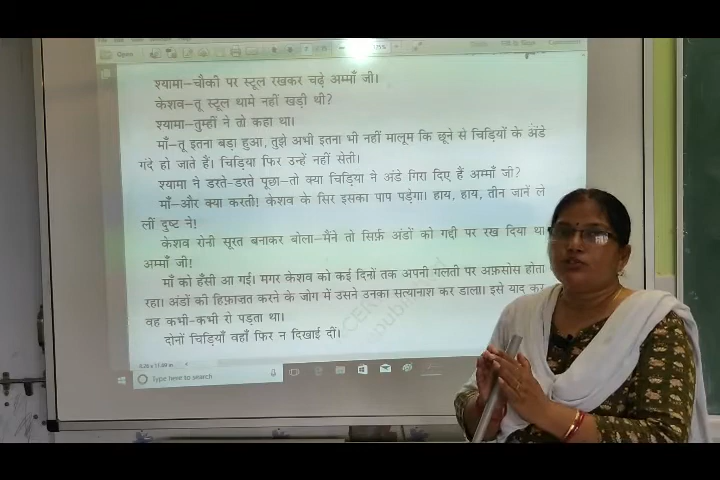 Open
125%
श्यामा–चौकी पर स्टूल रखकर चढ़े अम्माँ जी।
केशव–तू स्टूल थामे नहीं खड़ी थी?
श्यामा–तुम्हीं ने तो कहा था।
माँ–तू इतना बड़ा हुआ, तुझे अभी इतना भी नहीं मालूम कि छूने से चिड़ियों के अंडे
गंदे हो जाते हैं। चिड़िया फिर उन्हें नहीं सेती।
श्यामा ने डरते-डरते पूछा–तो क्या चिड़िया ने अंडे गिरा दिए हैं अम्माँ जी?
माँ–और क्या करती! केशव के सिर इसका पाप पड़ेगा। हाय, हाय, तीन जानें ले
लीं दुष्ट ने!
केशव रोनी सूरत बनाकर बोला–मैंने तो सिर्फ़ अंडों को गद्दी पर रख दिया था
अम्माँ जी!
माँ को हँसी आ गई। मगर केशव को कई दिनों तक अपनी गलती पर अफ़सोस होता
रहा। अंडों की हिफ़ाज़त करने के जोग में उसने उनका सत्यानाश कर डाला। इसे याद कर
वह कभी-कभी रो पड़ता था।
दोनों चिड़ियाँ वहाँ फिर न दिखाई दीं।
Type here to search